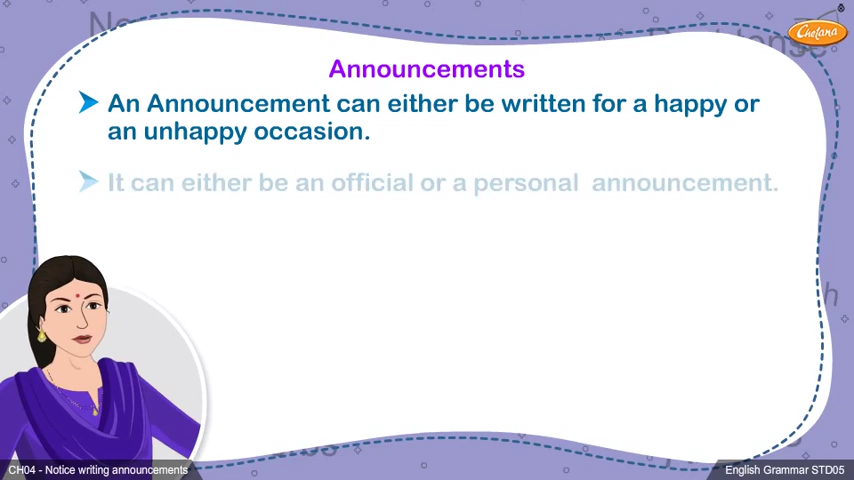 Chetana
Announcements
An Announcement can either be written for a happy or
an unhappy occasion.
It can either be an official or a personal announcement.
CH04 - Notice writing announcements
English Grammar STD05